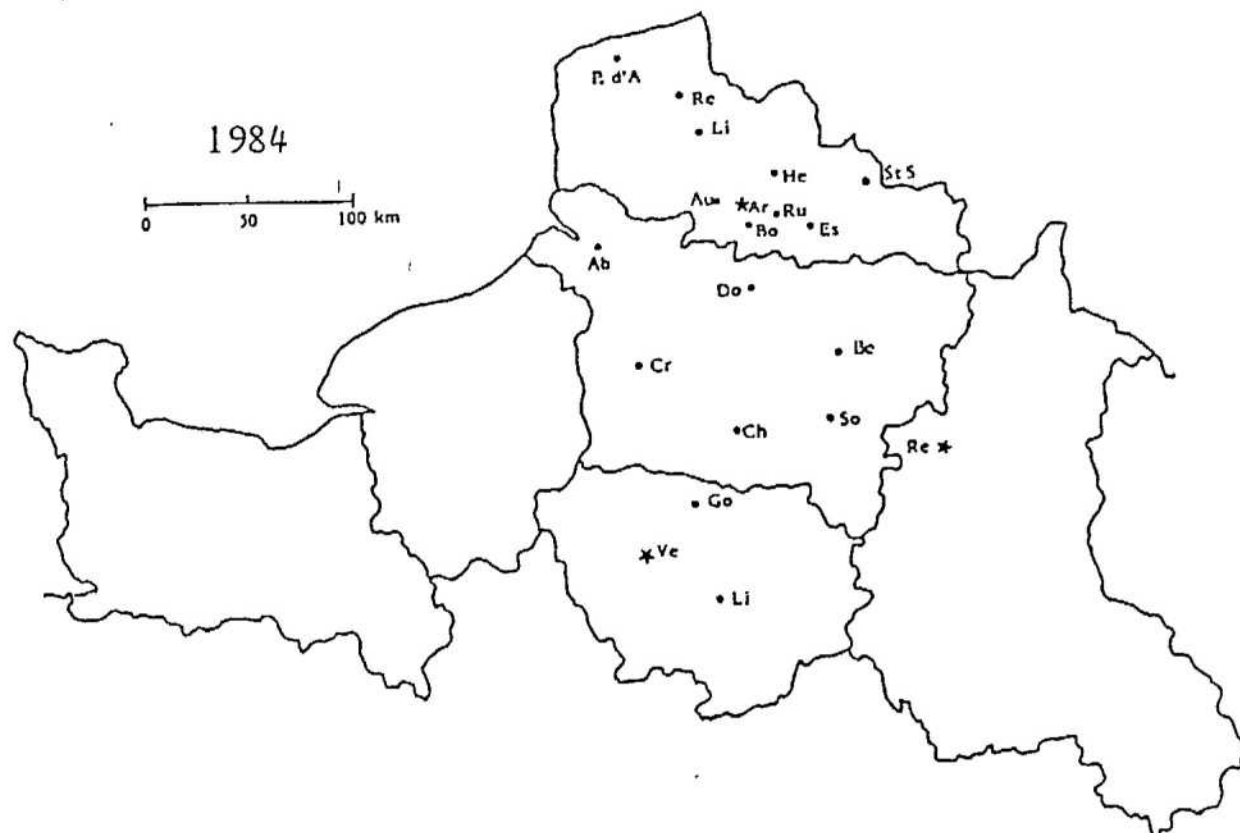 P. d'A
Re
1984
Li
He
St S
Au
Ar
Ru
0 50 100 km
Bo
Es
Ab
Do
Be
Cr
So
Ch
Re
Go
Ve
Li